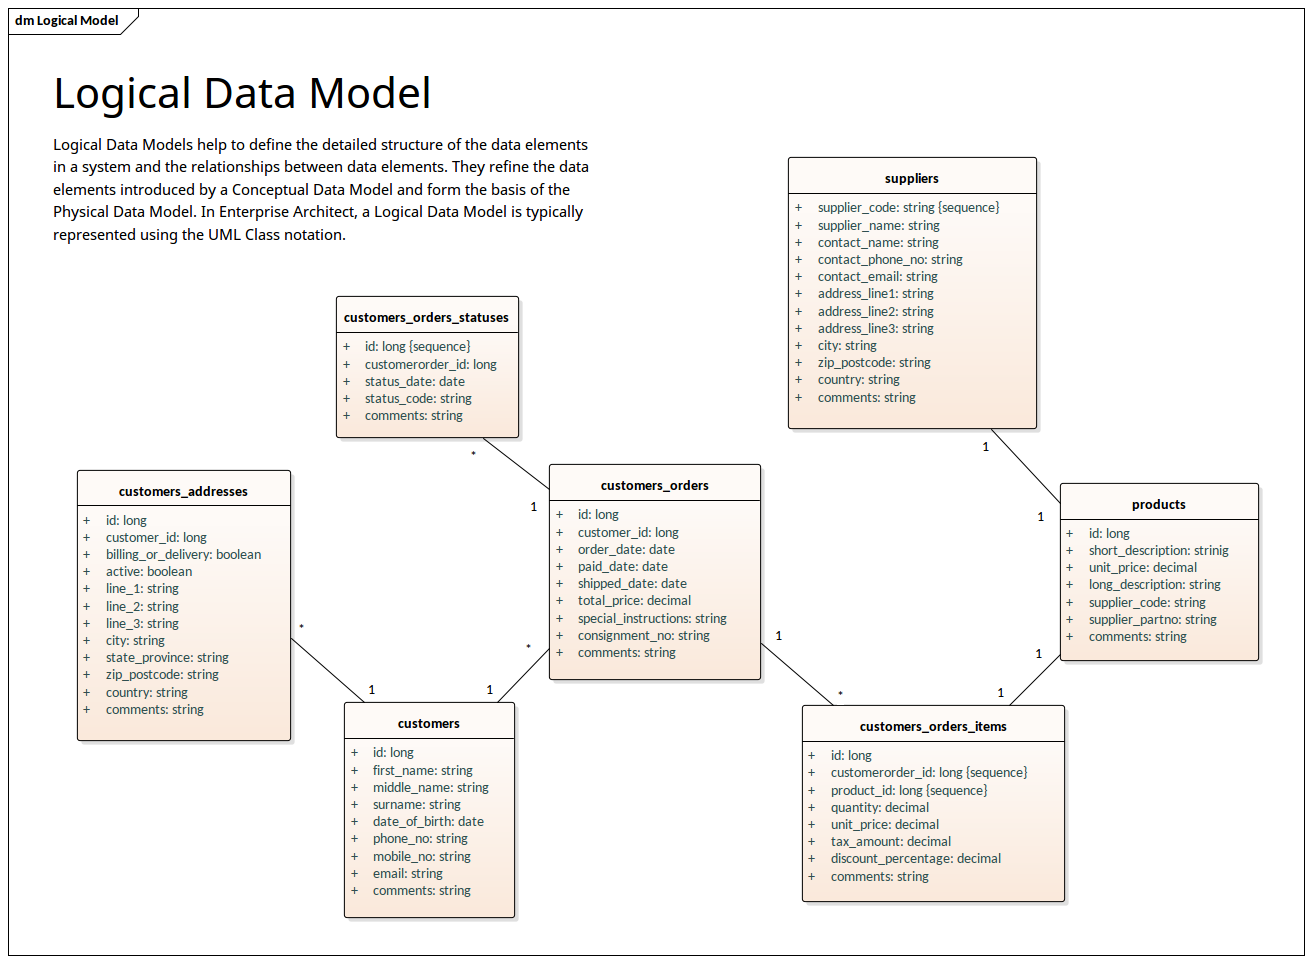 dm Logical Model
Logical Data Model
Logical Data Models help to define the detailed structure of the data elements
in a system and the relationships between data elements. They refine the data
elements introduced by a Conceptual Data Model and form the basis of the
Physical Data Model. In Enterprise Architect, a Logical Data Model is typically
represented using the UML Class notation.
suppliers
+ supplier_code: string {sequence}
+ supplier_name: string
+ contact_name: string
+ contact_phone_no: string
+ contact_email: string
+ address_line1: string
+ address_line2: string
+ address_line3: string
+ city: string
+ zip_postcode: string
+ country: string
+ comments: string
1
1
customers_orders_statuses
+ id: long {sequence}
+ customerorder_id: long
+ status_date: date
+ status_code: string
+ comments: string
*
1
customers_addresses
+ id: long
+ customer_id: long
+ billing_or_delivery: boolean
+ active: boolean
+ line_1: string
+ line_2: string
+ line_3: string
+ city: string
+ state_province: string
+ zip_postcode: string
+ country: string
+ comments: string
*
1
customers_orders
+ id: long
+ customer_id: long
+ order_date: date
+ paid_date: date
+ shipped_date: date
+ total_price: decimal
+ special_instructions: string
+ consignment_no: string
+ comments: string
*
1
1
*
products
+ id: long
+ short_description: strinig
+ unit_price: decimal
+ long_description: string
+ supplier_code: string
+ supplier_partno: string
+ comments: string
1
1
customers
+ id: long
+ first_name: string
+ middle_name: string
+ surname: string
+ date_of_birth: date
+ phone_no: string
+ mobile_no: string
+ email: string
+ comments: string
customers_orders_items
+ id: long
+ customerorder_id: long {sequence}
+ product_id: long {sequence}
+ quantity: decimal
+ unit_price: decimal
+ tax_amount: decimal
+ discount_percentage: decimal
+ comments: string